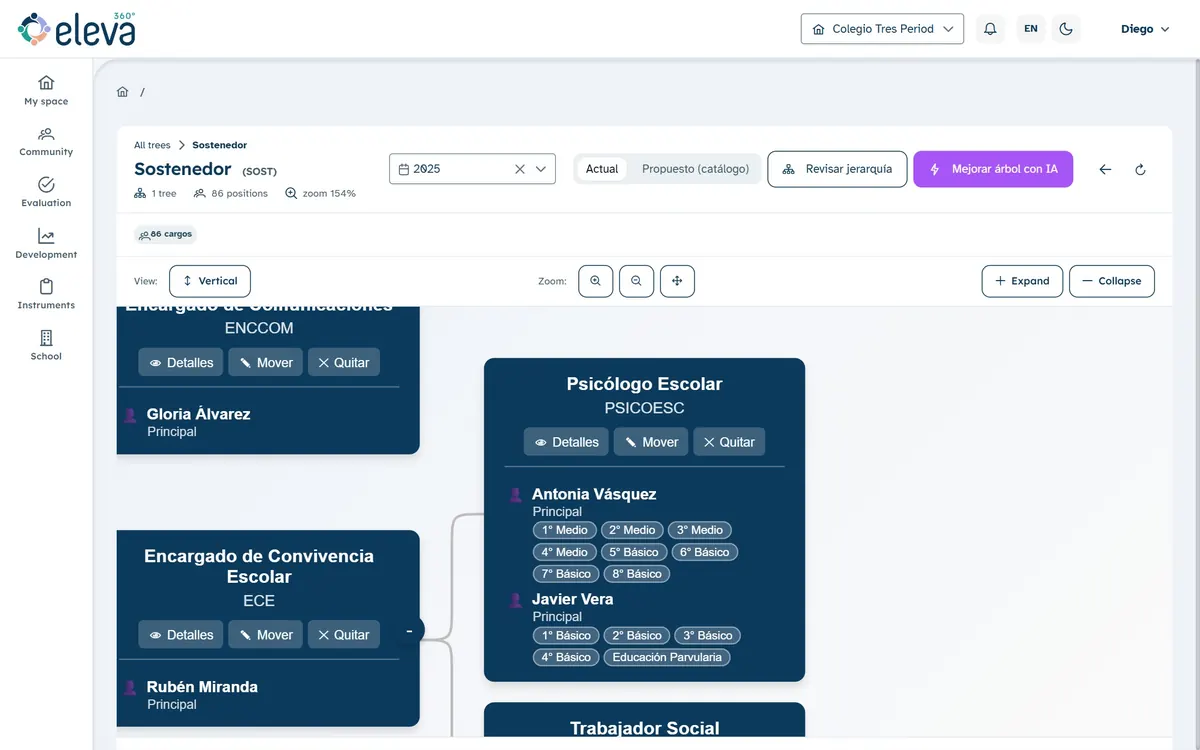 eleva 360°
Colegio Tres Period
EN
Diego
My space
Community
Evaluation
Development
Instruments
School
/
All trees > Sostenedor
Sostenedor (SOST)
1 tree 86 positions zoom 154%
2025
Actual Propuesto (catálogo)
Revisar jerarquía
Mejorar árbol con IA
86 cargos
View: Vertical
Zoom:
+ Expand
— Collapse
Encargado de Comunicaciones
ENCCOM
Detalles Mover Quitar
Gloria Álvarez
Principal
Encargado de Convivencia
Escolar
ECE
Detalles Mover Quitar
-
Rubén Miranda
Principal
Psicólogo Escolar
PSICOESC
Detalles Mover Quitar
Antonia Vásquez
Principal
1° Medio 2° Medio 3° Medio
4° Medio 5° Básico 6° Básico
7° Básico 8° Básico
Javier Vera
Principal
1° Básico 2° Básico 3° Básico
4° Básico Educación Parvularia
Trabajador Social